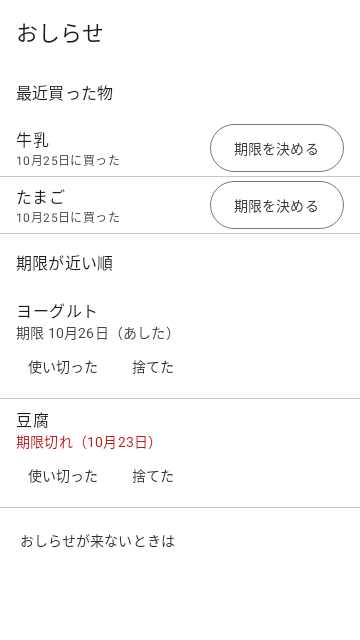 おしらせ
最近買った物
牛乳
10月25日に買った
期限を決める
たまご
10月25日に買った
期限を決める
期限が近い順
ヨーグルト
期限 10月26日（あした）
使い切った 捨てた
豆腐
期限切れ（10月23日）
使い切った 捨てた
おしらせが来ないときは